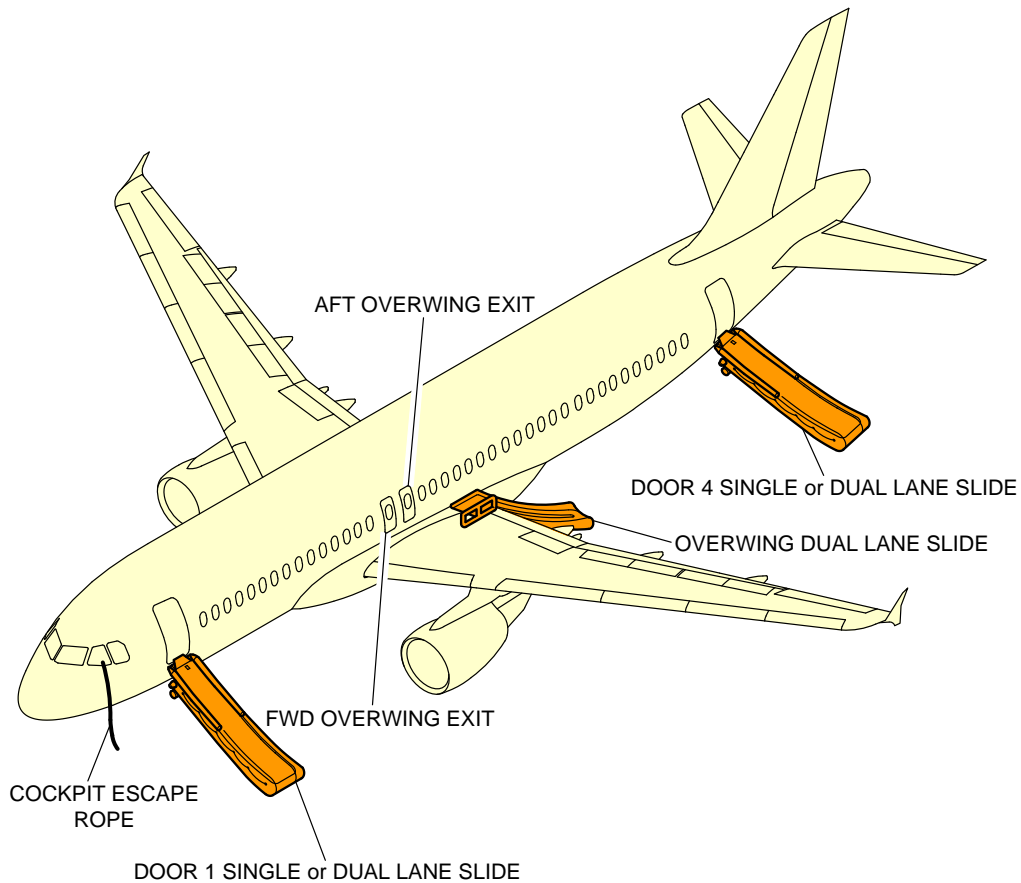 AFT OVERWING EXIT
DOOR 4 SINGLE or DUAL LANE SLIDE
OVERWING DUAL LANE SLIDE
FWD OVERWING EXIT
COCKPIT ESCAPE
ROPE
DOOR 1 SINGLE or DUAL LANE SLIDE